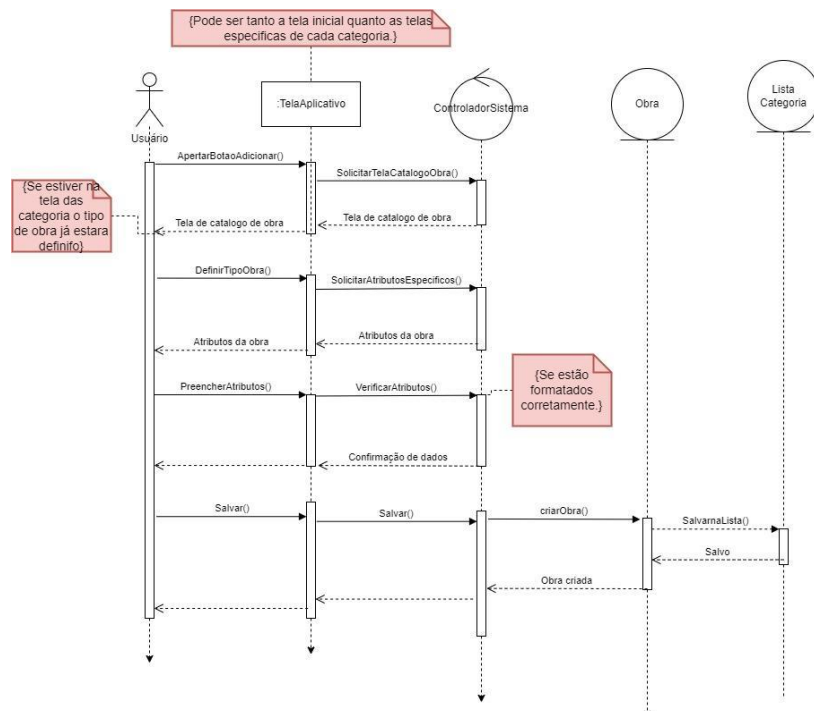 {Pode ser tanto a tela inicial quanto as telas
especificas de cada categoria.}
Usuário
:TelaAplicativo
ControladorSistema
Obra
Lista
Categoria
ApertarBotaoAdicionar()
SolicitarTelaCatalogoObra()
{Se estiver na
tela das
categoria o tipo
de obra já estara
definifo}
Tela de catalogo de obra
Tela de catalogo de obra
DefinirTipoObra()
SolicitarAtributosEspecificos()
Atributos da obra
Atributos da obra
{Se estão
formatados
corretamente.}
PreencherAtributos()
VerificarAtributos()
Confirmação de dados
Salvar()
Salvar()
criarObra()
SalvarnaLista()
Salvo
Obra criada